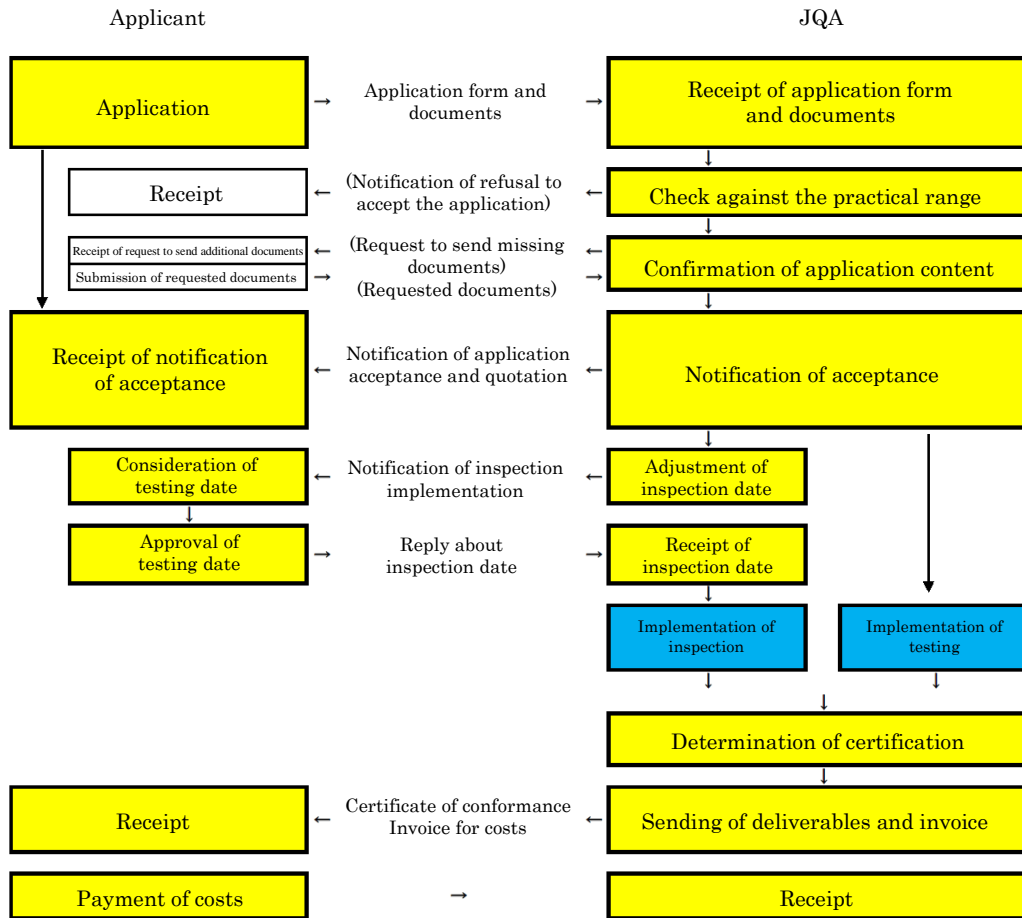 Applicant
JQA
Application
→
Application form and
documents
→
Receipt of application form
and documents
↓
Receipt
←
(Notification of refusal to
accept the application)
←
Check against the practical range
↓
Receipt of request to send additional documents
←
(Request to send missing
documents)
←
Submission of requested documents
→
(Requested documents)
→
Confirmation of application content
↓
Receipt of notification
of acceptance
←
Notification of application
acceptance and quotation
←
Notification of acceptance
↓
Consideration of
testing date
←
Notification of inspection
implementation
←
Adjustment of
inspection date
↓
Approval of
testing date
→
Reply about
inspection date
→
Receipt of
inspection date
↓
Implementation of
inspection
Implementation of
testing
↓
↓
↓
Determination of certification
↓
Receipt
←
Certificate of conformance
Invoice for costs
←
Sending of deliverables and invoice
Payment of costs
→
Receipt